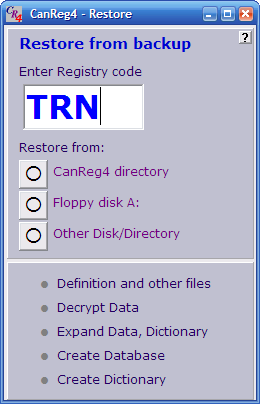 CR4 CanReg4 - Restore
Restore from backup
?
Enter Registry code
TRN
Restore from:
CanReg4 directory
Floppy disk A:
Other Disk/Directory
Definition and other files
Decrypt Data
Expand Data, Dictionary
Create Database
Create Dictionary